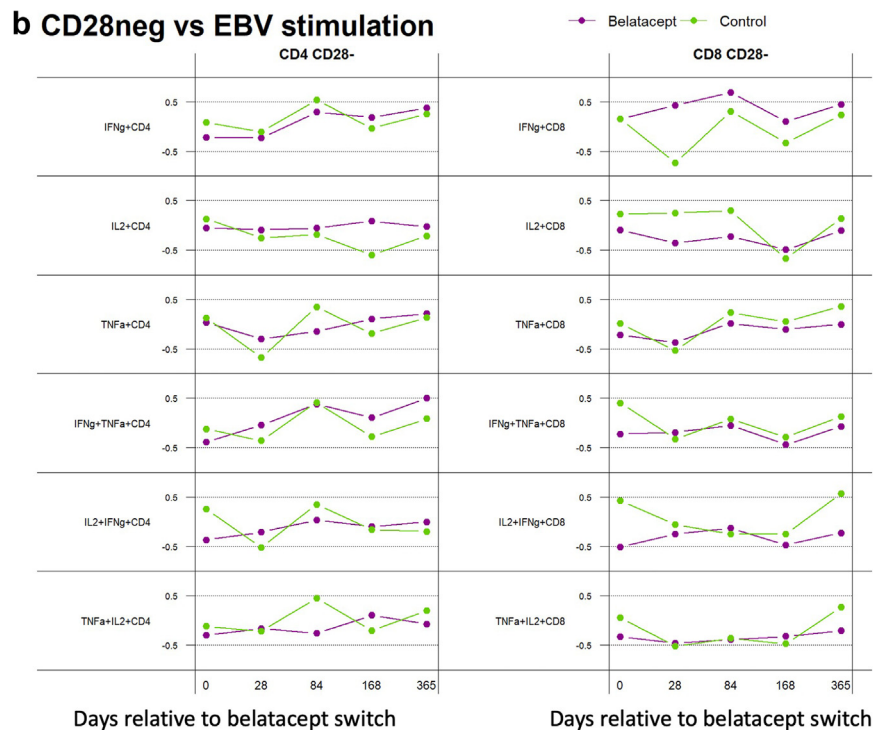 b CD28neg vs EBV stimulation
Belatacept Control
CD4 CD28- CD8 CD28-
IFNg+CD4 0.5 -0.5 IFNg+CD8 0.5 -0.5
IL2+CD4 0.5 -0.5 IL2+CD8 0.5 -0.5
TNFa+CD4 0.5 -0.5 TNFa+CD8 0.5 -0.5
IFNg+TNFa+CD4 0.5 -0.5 IFNg+TNFa+CD8 0.5 -0.5
IL2+IFNg+CD4 0.5 -0.5 IL2+IFNg+CD8 0.5 -0.5
TNFa+IL2+CD4 0.5 -0.5 TNFa+IL2+CD8 0.5 -0.5
0 28 84 168 365 0 28 84 168 365
Days relative to belatacept switch Days relative to belatacept switch